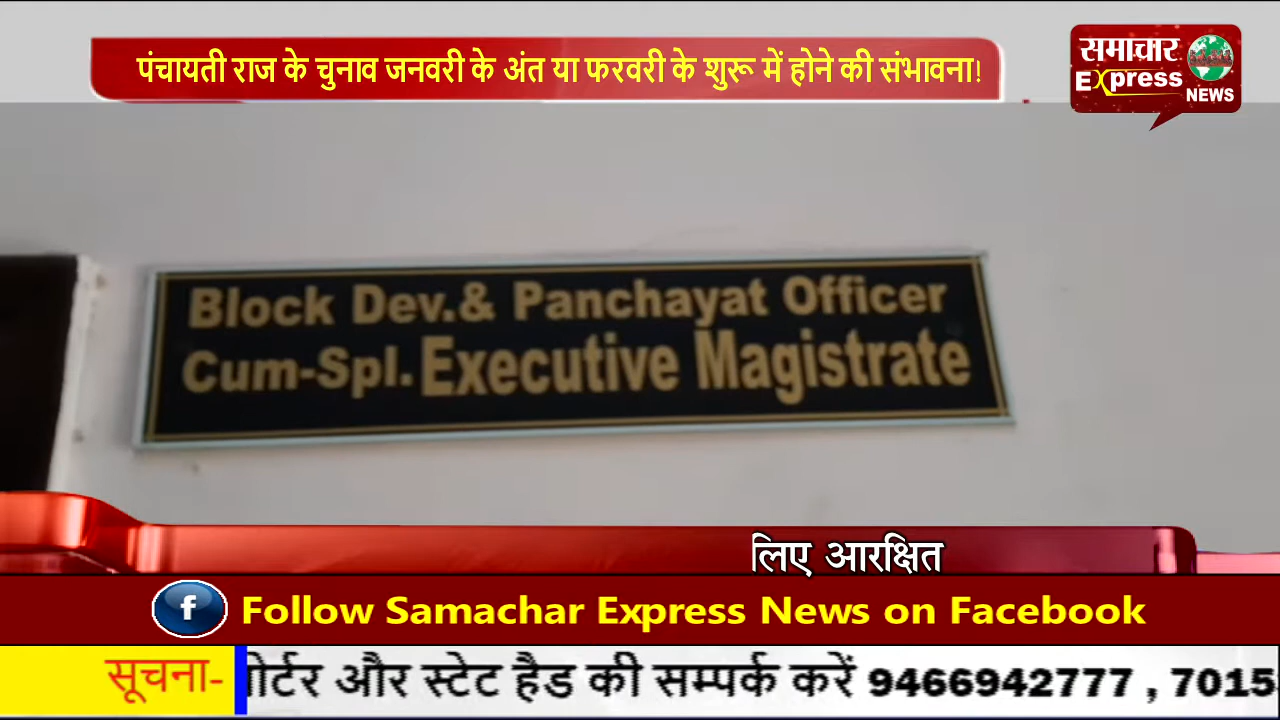 पंचायती राज के चुनाव जनवरी के अंत या फरवरी के शुरू में होने की संभावना!
समाचार
Express
NEWS
Block Dev.& Panchayat Officer
Cum-Spl. Executive Magistrate
लिए आरक्षित
f Follow Samachar Express News on Facebook
सूचना- और स्टेट हैड की सम्पर्क करें 9466942777 , 7015